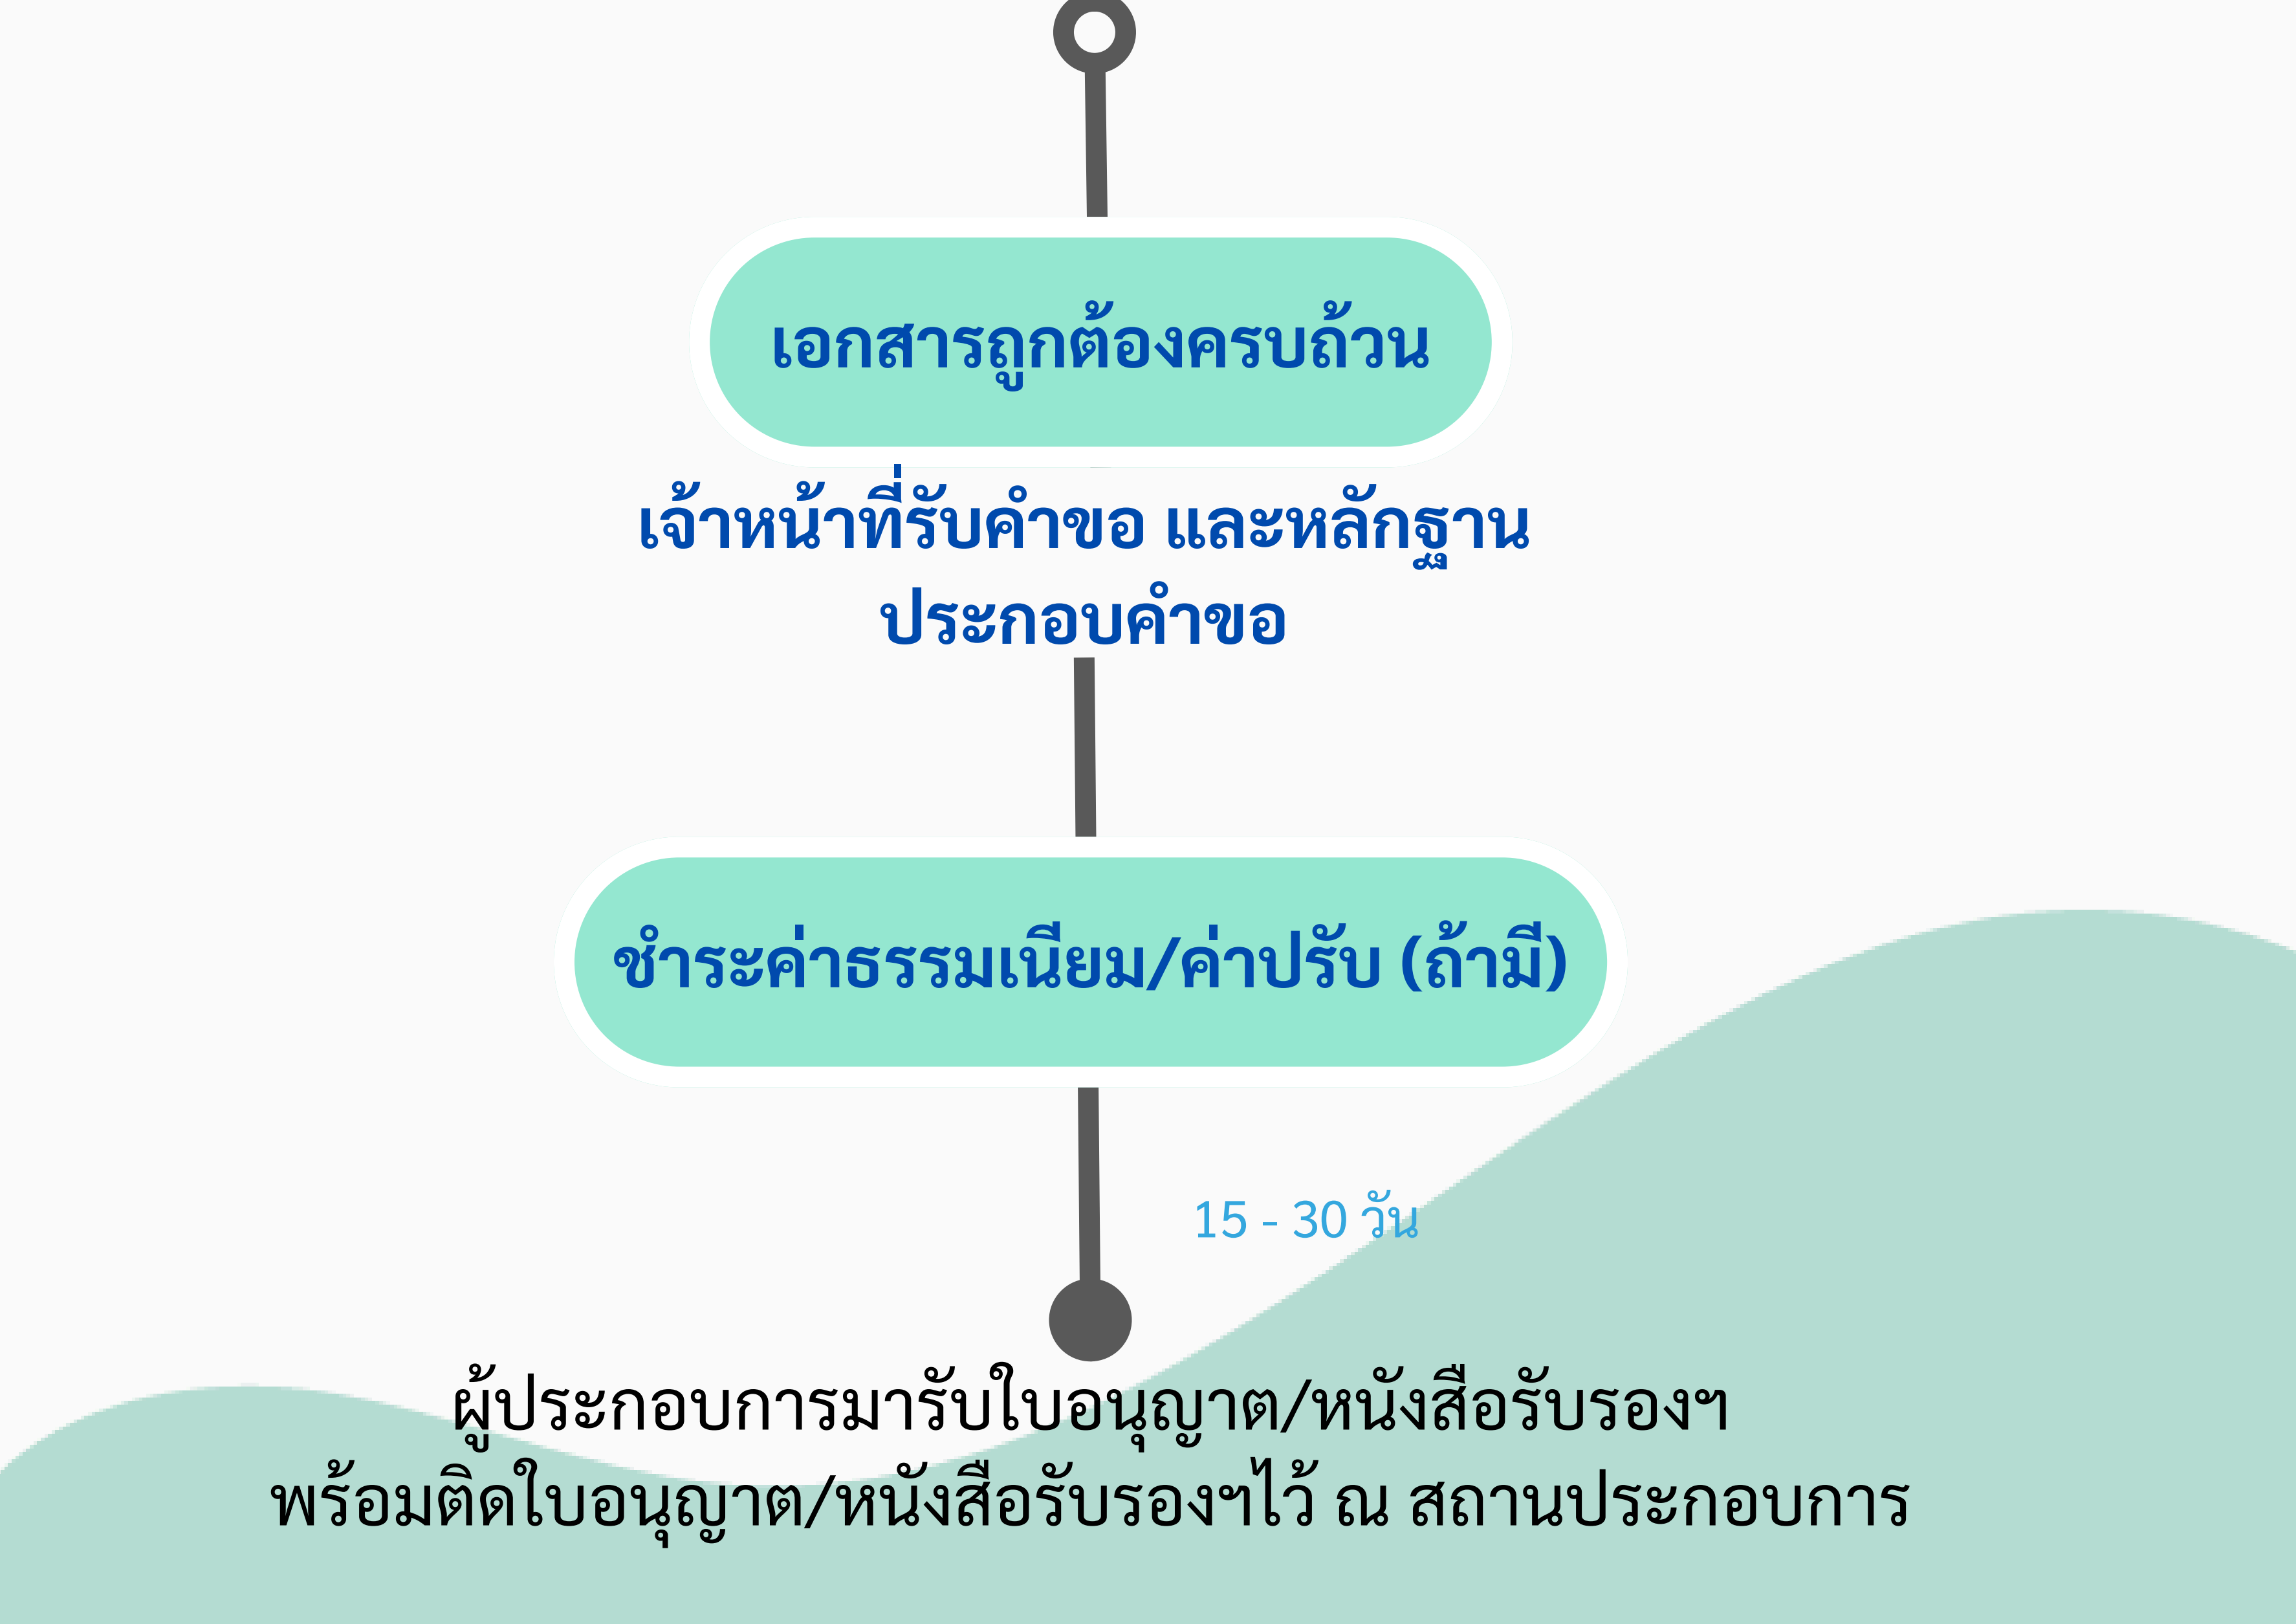 เอกสารถูกต้องครบถ้วน
เจ้าหน้าที่รับคำขอ และหลักฐาน
ประกอบคำขอ
ชำระค่าธรรมเนียม/ค่าปรับ (ถ้ามี)
15 - 30 วัน
ผู้ประกอบการมารับใบอนุญาต/หนังสือรับรองฯ
พร้อมติดใบอนุญาต/หนังสือรับรองฯไว้ ณ สถานประกอบการ